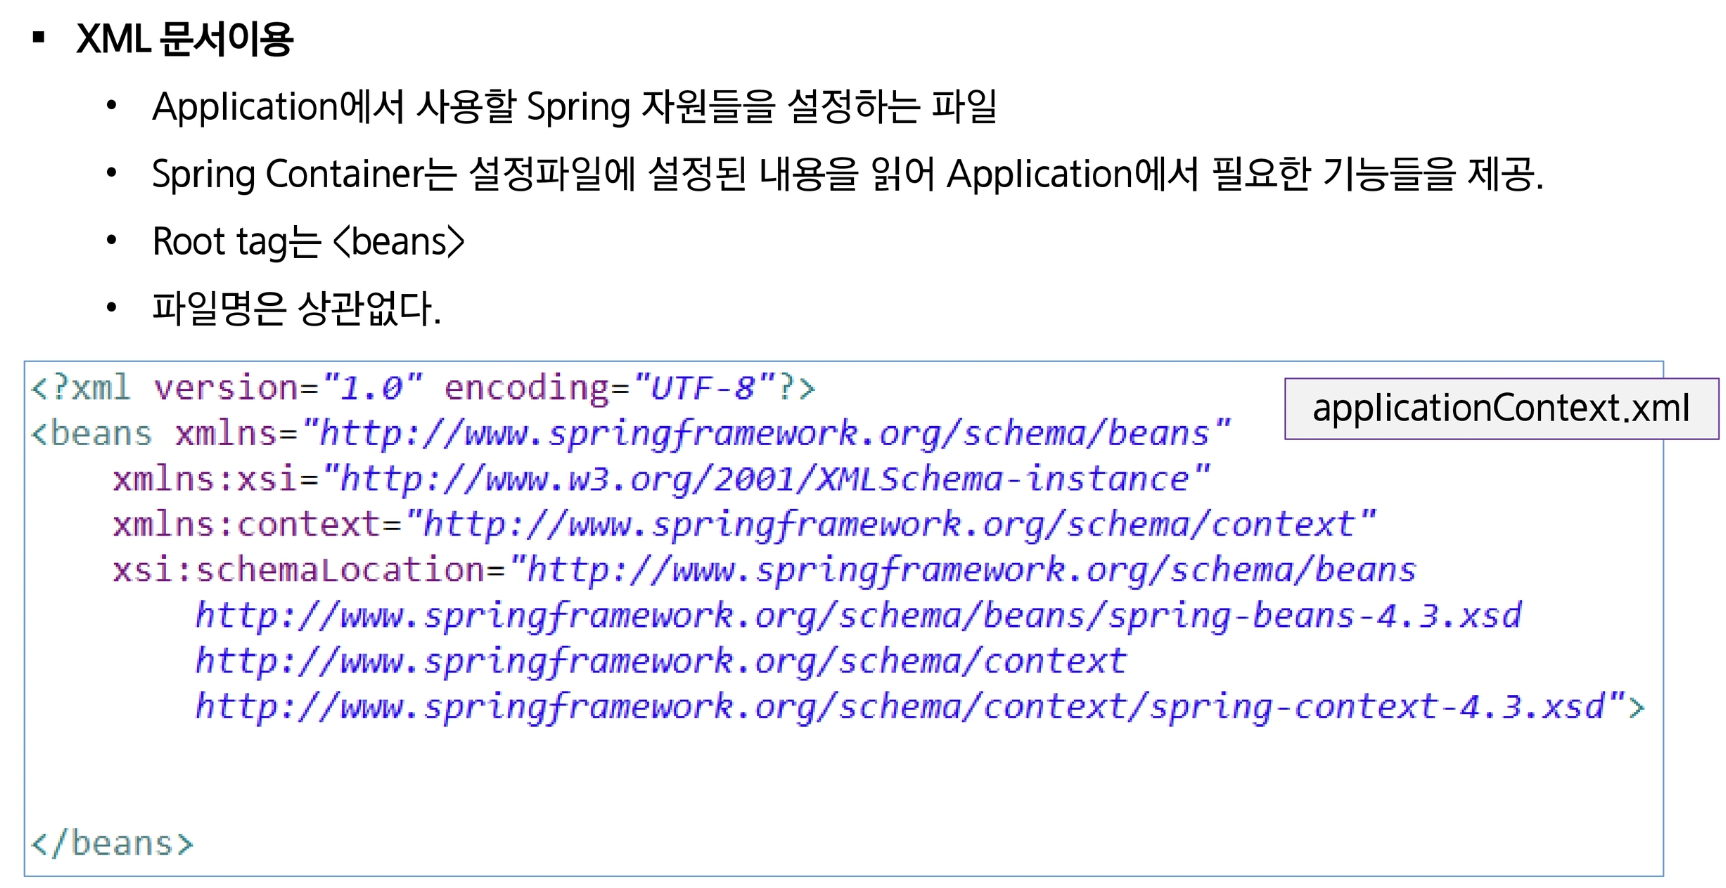 ▪ XML 문서이용
• Application에서 사용할 Spring 자원들을 설정하는 파일
• Spring Container는 설정파일에 설정된 내용을 읽어 Application에서 필요한 기능들을 제공.
• Root tag는 <beans>
• 파일명은 상관없다.
<?xml version="1.0" encoding="UTF-8"?>
applicationContext.xml
<beans xmlns="http://www.springframework.org/schema/beans"
xmlns:xsi="http://www.w3.org/2001/XMLSchema-instance"
xmlns:context="http://www.springframework.org/schema/context"
xsi:schemaLocation="http://www.springframework.org/schema/beans
http://www.springframework.org/schema/beans/spring-beans-4.3.xsd
http://www.springframework.org/schema/context
http://www.springframework.org/schema/context/spring-context-4.3.xsd">
</beans>